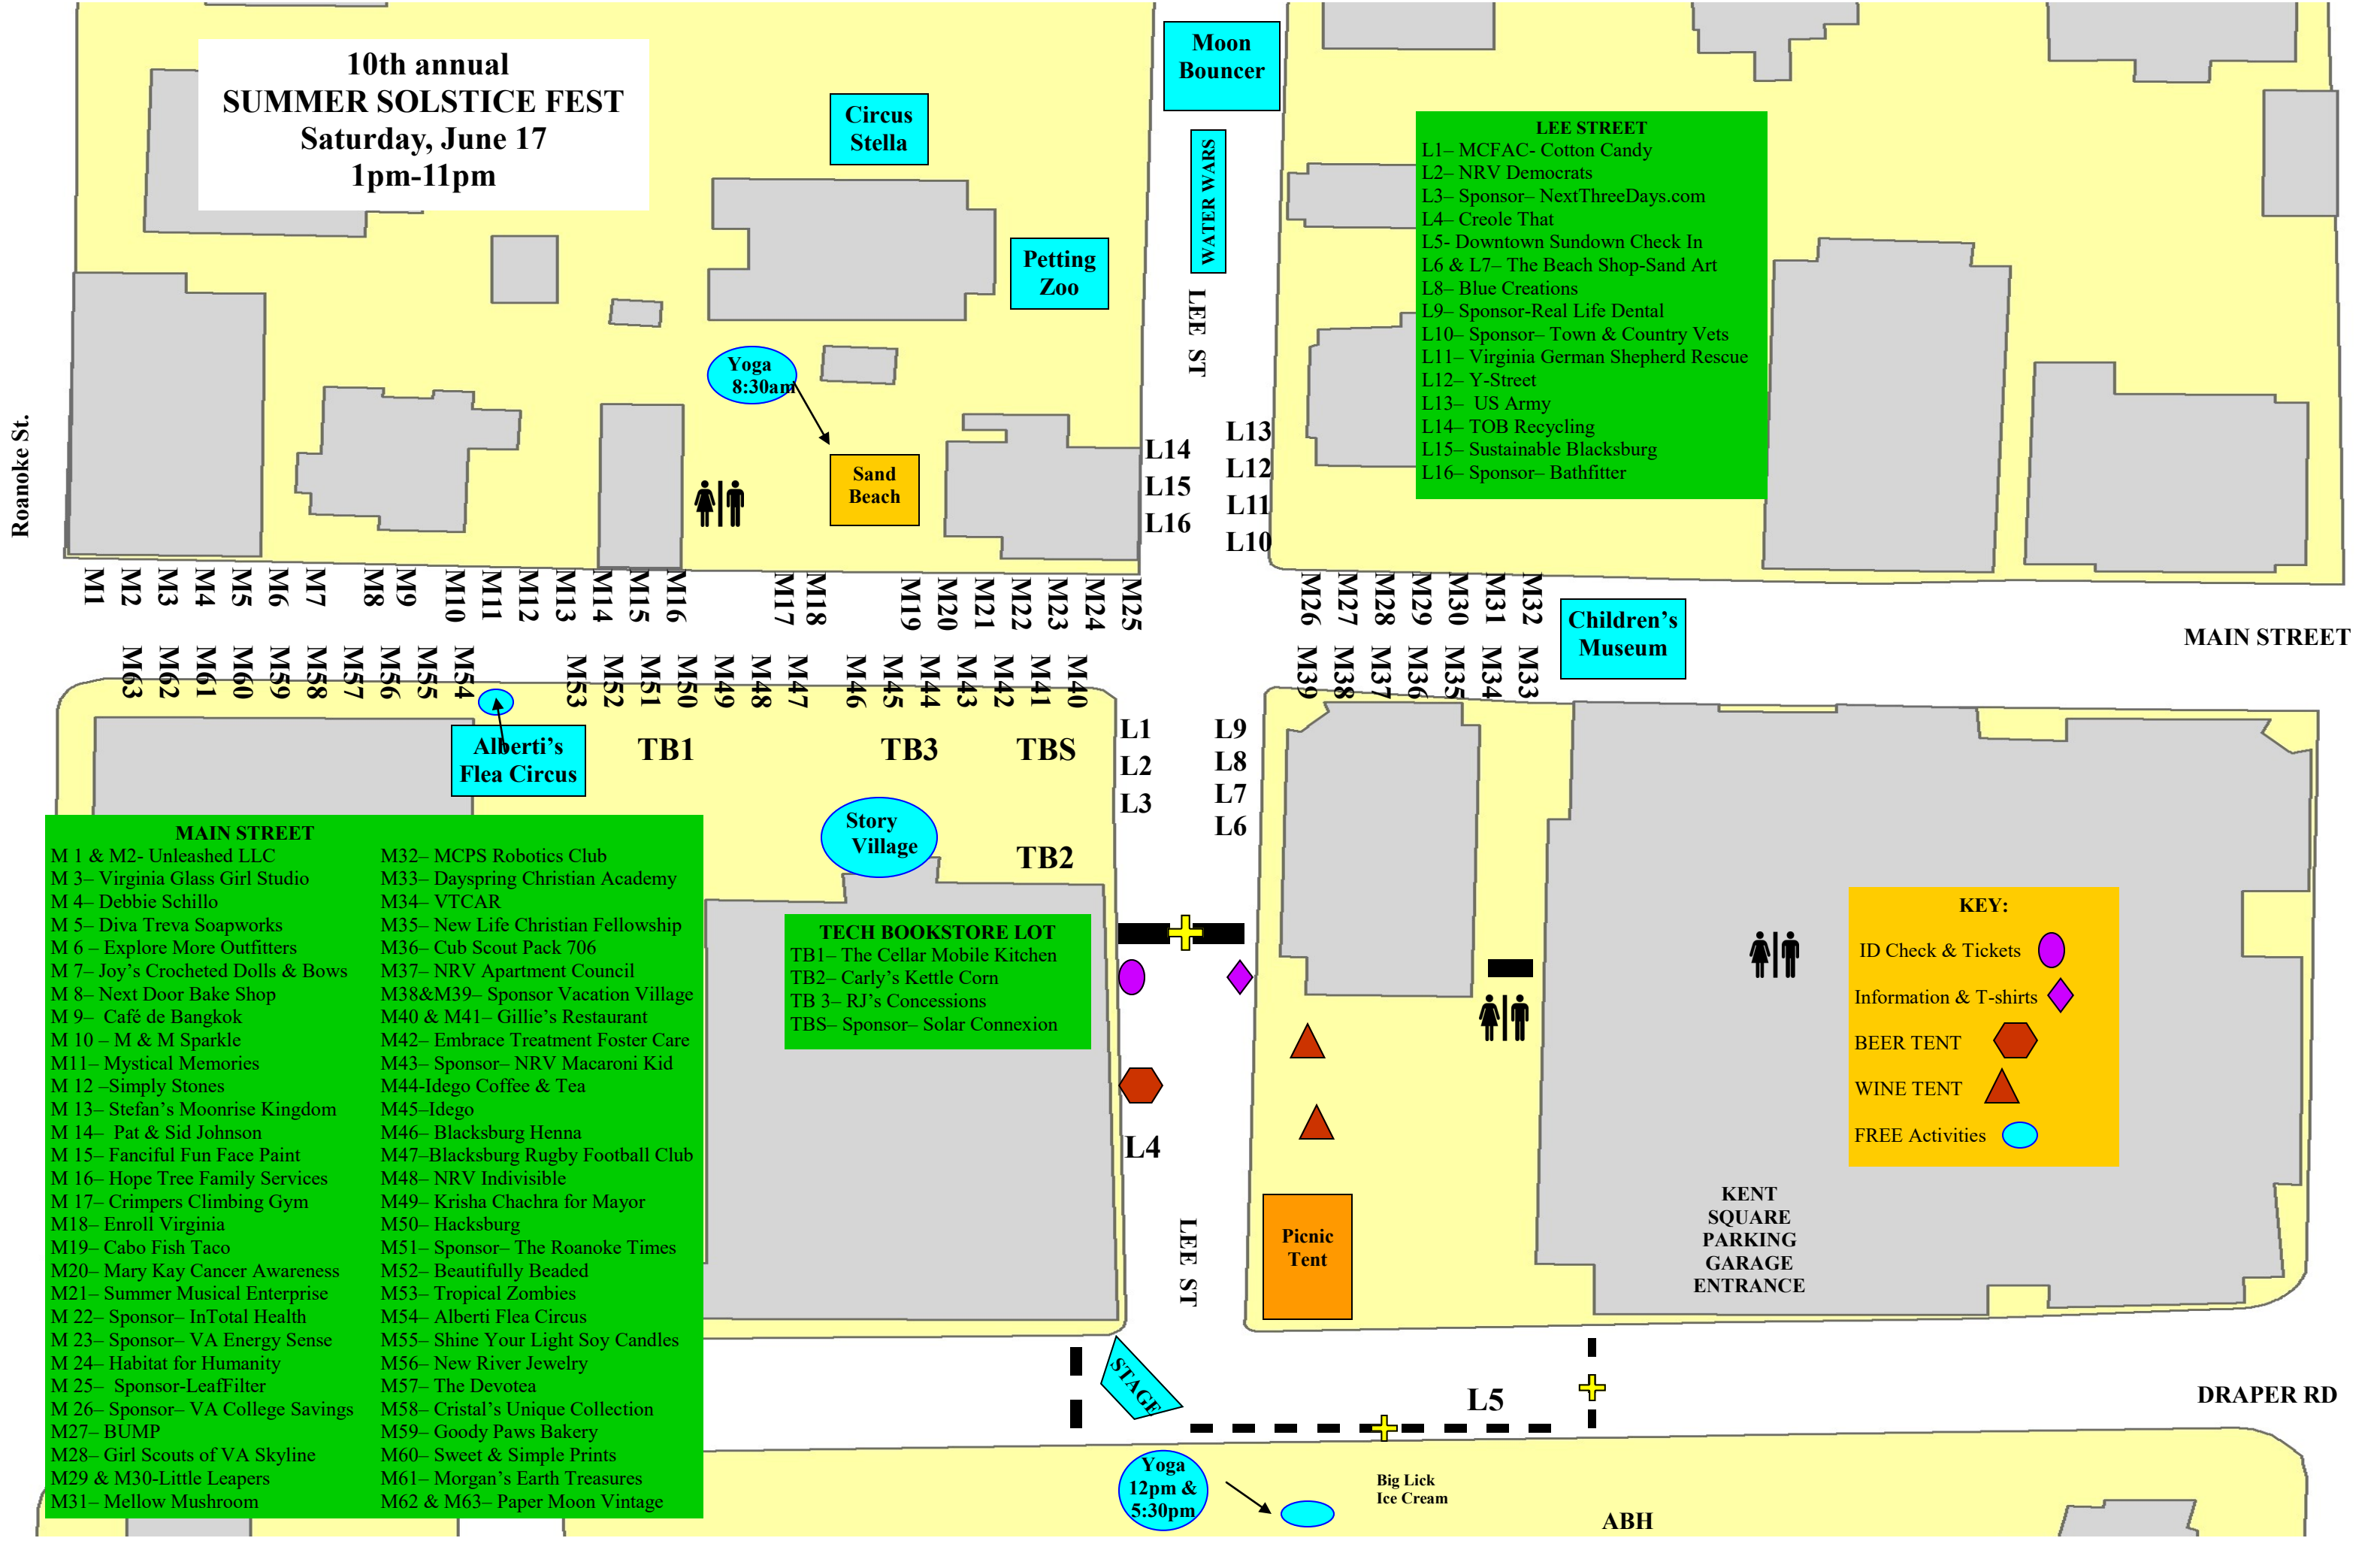 10th annual
SUMMER SOLSTICE FEST
Saturday, June 17
1pm-11pm
Moon
Bouncer
Circus
Stella
WATER WARS
Petting
Zoo
LEE ST
Yoga
8:30am
Sand
Beach
Roanoke St.
LEE STREET
L1– MCFAC- Cotton Candy
L2– NRV Democrats
L3– Sponsor– NextThreeDays.com
L4– Creole That
L5- Downtown Sundown Check In
L6 & L7– The Beach Shop-Sand Art
L8– Blue Creations
L9– Sponsor-Real Life Dental
L10– Sponsor– Town & Country Vets
L11– Virginia German Shepherd Rescue
L12– Y-Street
L13– US Army
L14– TOB Recycling
L15– Sustainable Blacksburg
L16– Sponsor– Bathfitter
L14
L15
L16
L13
L12
L11
L10
M1
M2
M3
M4
M5
M6
M7
M8
M9
M10
M11
M12
M13
M14
M15
M16
M17
M18
M19
M20
M21
M22
M23
M24
M25
M26
M27
M28
M29
M30
M31
M32
Children's
Museum
MAIN STREET
M63
M62
M61
M60
M59
M58
M57
M56
M55
M54
M53
M52
M51
M50
M49
M48
M47
M46
M45
M44
M43
M42
M41
M40
M39
M38
M37
M36
M35
M34
M33
Alberti's
Flea Circus
TB1
TB3
TBS
L1
L2
L3
L9
L8
L7
L6
Story
Village
TB2
MAIN STREET
M 1 & M2- Unleashed LLC
M 3– Virginia Glass Girl Studio
M 4– Debbie Schillo
M 5– Diva Treva Soapworks
M 6 – Explore More Outfitters
M 7– Joy's Crocheted Dolls & Bows
M 8– Next Door Bake Shop
M 9– Café de Bangkok
M 10 – M & M Sparkle
M11– Mystical Memories
M 12 –Simply Stones
M 13– Stefan's Moonrise Kingdom
M 14– Pat & Sid Johnson
M 15– Fanciful Fun Face Paint
M 16– Hope Tree Family Services
M 17– Crimpers Climbing Gym
M18– Enroll Virginia
M19– Cabo Fish Taco
M20– Mary Kay Cancer Awareness
M21– Summer Musical Enterprise
M 22– Sponsor– InTotal Health
M 23– Sponsor– VA Energy Sense
M 24– Habitat for Humanity
M 25– Sponsor-LeafFilter
M 26– Sponsor– VA College Savings
M27– BUMP
M28– Girl Scouts of VA Skyline
M29 & M30-Little Leapers
M31– Mellow Mushroom
M32– MCPS Robotics Club
M33– Dayspring Christian Academy
M34– VTCAR
M35– New Life Christian Fellowship
M36– Cub Scout Pack 706
M37– NRV Apartment Council
M38&M39– Sponsor Vacation Village
M40 & M41– Gillie's Restaurant
M42– Embrace Treatment Foster Care
M43– Sponsor– NRV Macaroni Kid
M44-Idego Coffee & Tea
M45–Idego
M46– Blacksburg Henna
M47–Blacksburg Rugby Football Club
M48– NRV Indivisible
M49– Krisha Chachra for Mayor
M50– Hacksburg
M51– Sponsor– The Roanoke Times
M52– Beautifully Beaded
M53– Tropical Zombies
M54– Alberti Flea Circus
M55– Shine Your Light Soy Candles
M56– New River Jewelry
M57– The Devotea
M58– Cristal's Unique Collection
M59– Goody Paws Bakery
M60– Sweet & Simple Prints
M61– Morgan's Earth Treasures
M62 & M63– Paper Moon Vintage
TECH BOOKSTORE LOT
TB1– The Cellar Mobile Kitchen
TB2– Carly's Kettle Corn
TB 3– RJ's Concessions
TBS– Sponsor– Solar Connexion
KEY:
ID Check & Tickets
Information & T-shirts
BEER TENT
WINE TENT
FREE Activities
L4
LEE ST
Picnic
Tent
KENT
SQUARE
PARKING
GARAGE
ENTRANCE
STAGE
L5
DRAPER RD
Yoga
12pm &
5:30pm
Big Lick
Ice Cream
ABH